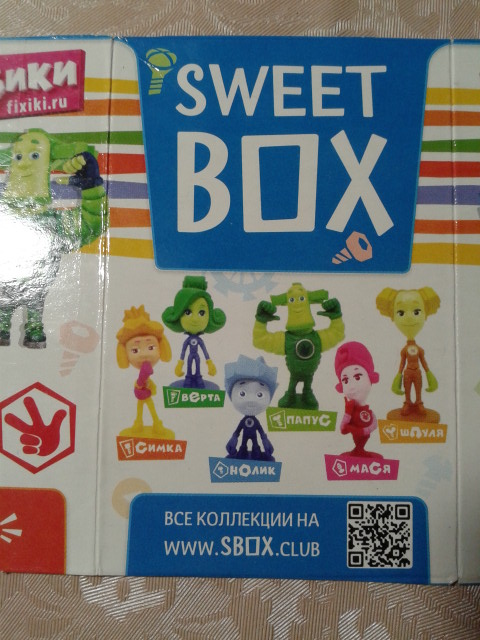 ИКИ
fixiki.ru
SWEET
BOX
ВЕРТА
СИМКА
НОЛИК
ПАПУС
МАСЯ
ШПУЛЯ
ВСЕ КОЛЛЕКЦИИ НА
WWW.SBOX.CLUB